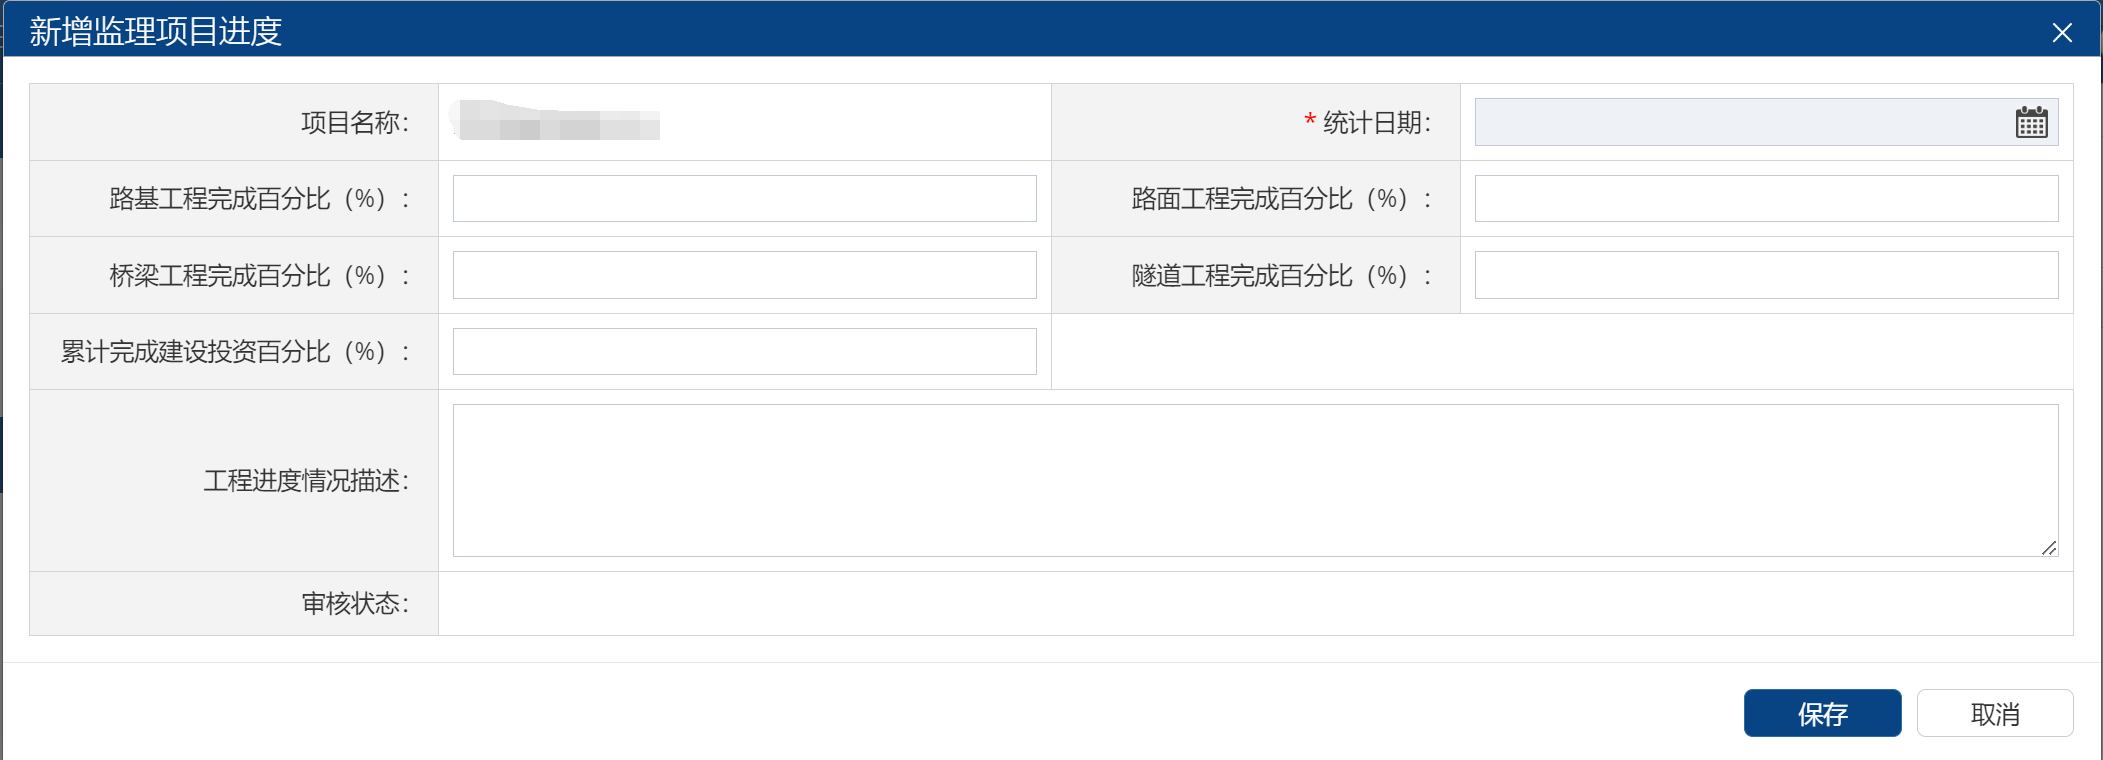 新增监理项目进度
项目名称：
* 统计日期：
路基工程完成百分比（%）：
路面工程完成百分比（%）：
桥梁工程完成百分比（%）：
隧道工程完成百分比（%）：
累计完成建设投资百分比（%）：
工程进度情况描述：
审核状态：
保存
取消